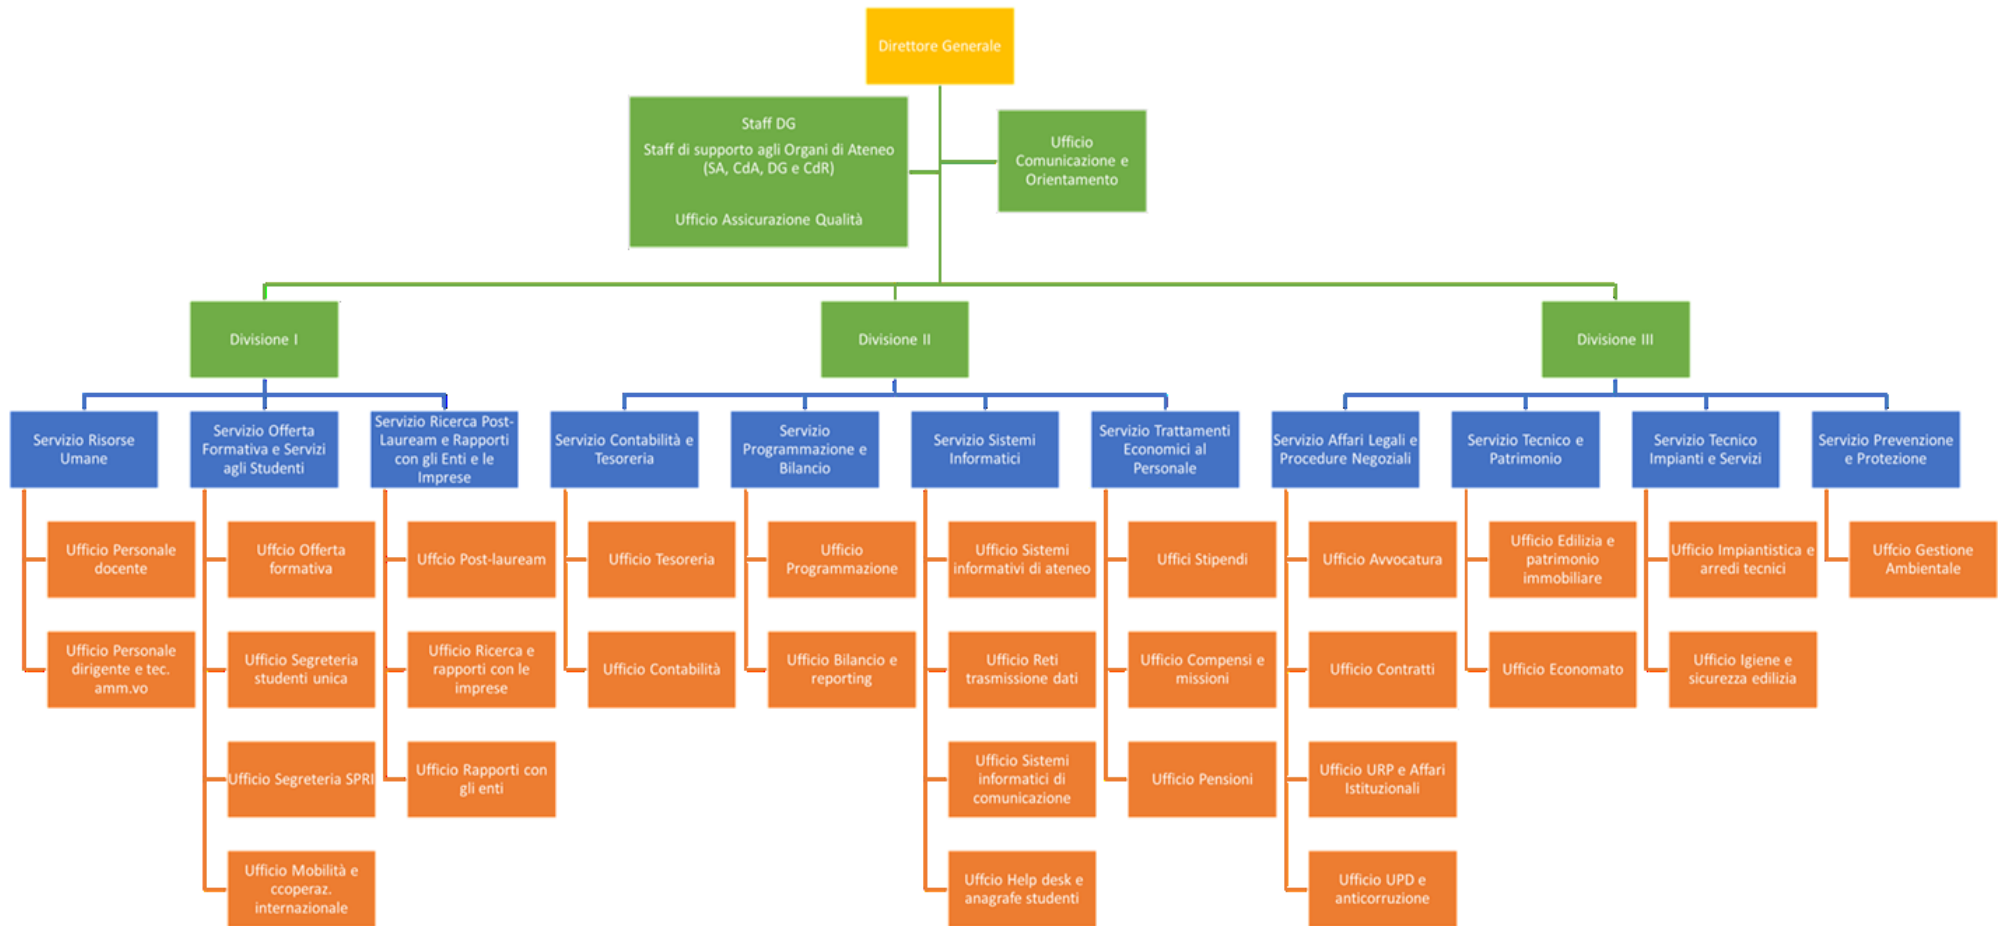 Direttore Generale
Staff DG
Staff di supporto agli Organi di Ateneo
(SA, CdA, DG e CdR)
Ufficio Assicurazione Qualità
Ufficio
Comunicazione e
Orientamento
Divisione I
Divisione II
Divisione III
Servizio Risorse
Umane
Servizio Offerta
Formativa e Servizi
agli Studenti
Servizio Ricerca Post-
Lauream e Rapporti
con gli Enti e le
Imprese
Servizio Contabilità e
Tesoreria
Servizio
Programmazione e
Bilancio
Servizio Sistemi
Informatici
Servizio Trattamenti
Economici al
Personale
Servizio Affari Legali e
Procedure Negoziali
Servizio Tecnico e
Patrimonio
Servizio Tecnico
Impianti e Servizi
Servizio Prevenzione
e Protezione
Ufficio Personale
docente
Uffcio Offerta
formativa
Uffcio Post-lauream
Ufficio Tesoreria
Ufficio
Programmazione
Ufficio Sistemi
informativi di ateneo
Uffici Stipendi
Ufficio Avvocatura
Ufficio Edilizia e
patrimonio
immobiliare
Ufficio Impiantistica e
arredi tecnici
Uffcio Gestione
Ambientale
Ufficio Personale
dirigente e tec.
amm.vo
Ufficio Segreteria
studenti unica
Ufficio Ricerca e
rapporti con le
imprese
Ufficio Contabilità
Ufficio Bilancio e
reporting
Ufficio Reti
trasmissione dati
Ufficio Compensi e
missioni
Ufficio Contratti
Ufficio Economato
Ufficio Igiene e
sicurezza edilizia
Ufficio Segreteria SPRI
Ufficio Rapporti con
gli enti
Ufficio Sistemi
informatici di
comunicazione
Ufficio Pensioni
Ufficio URP e Affari
Istituzionali
Ufficio Mobilità e
ccoperaz.
internazionale
Uffcio Help desk e
anagrafe studenti
Ufficio UPD e
anticorruzione